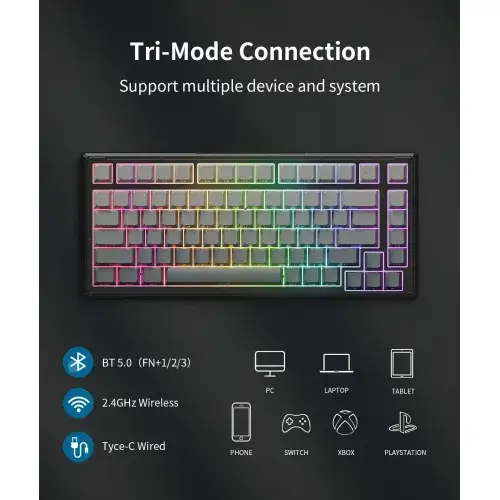 Tri-Mode Connection
Support multiple device and system
BT 5.0（FN+1/2/3）
2.4GHz Wireless
Tyce-C Wired
PC
LAPTOP
TABLET
PHONE
SWITCH
XBOX
PLAYSTATION